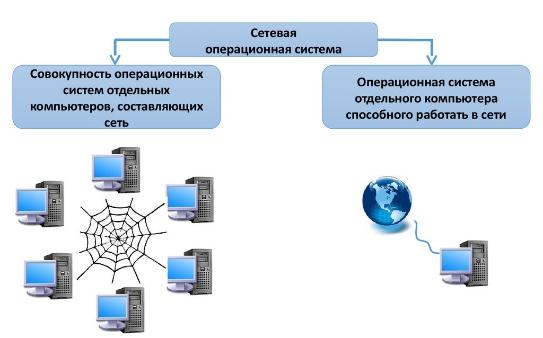 Сетевая
операционная система
Совокупность операционных
систем отдельных
компьютеров, составляющих
сеть
Операционная система
отдельного компьютера
способного работать в сети